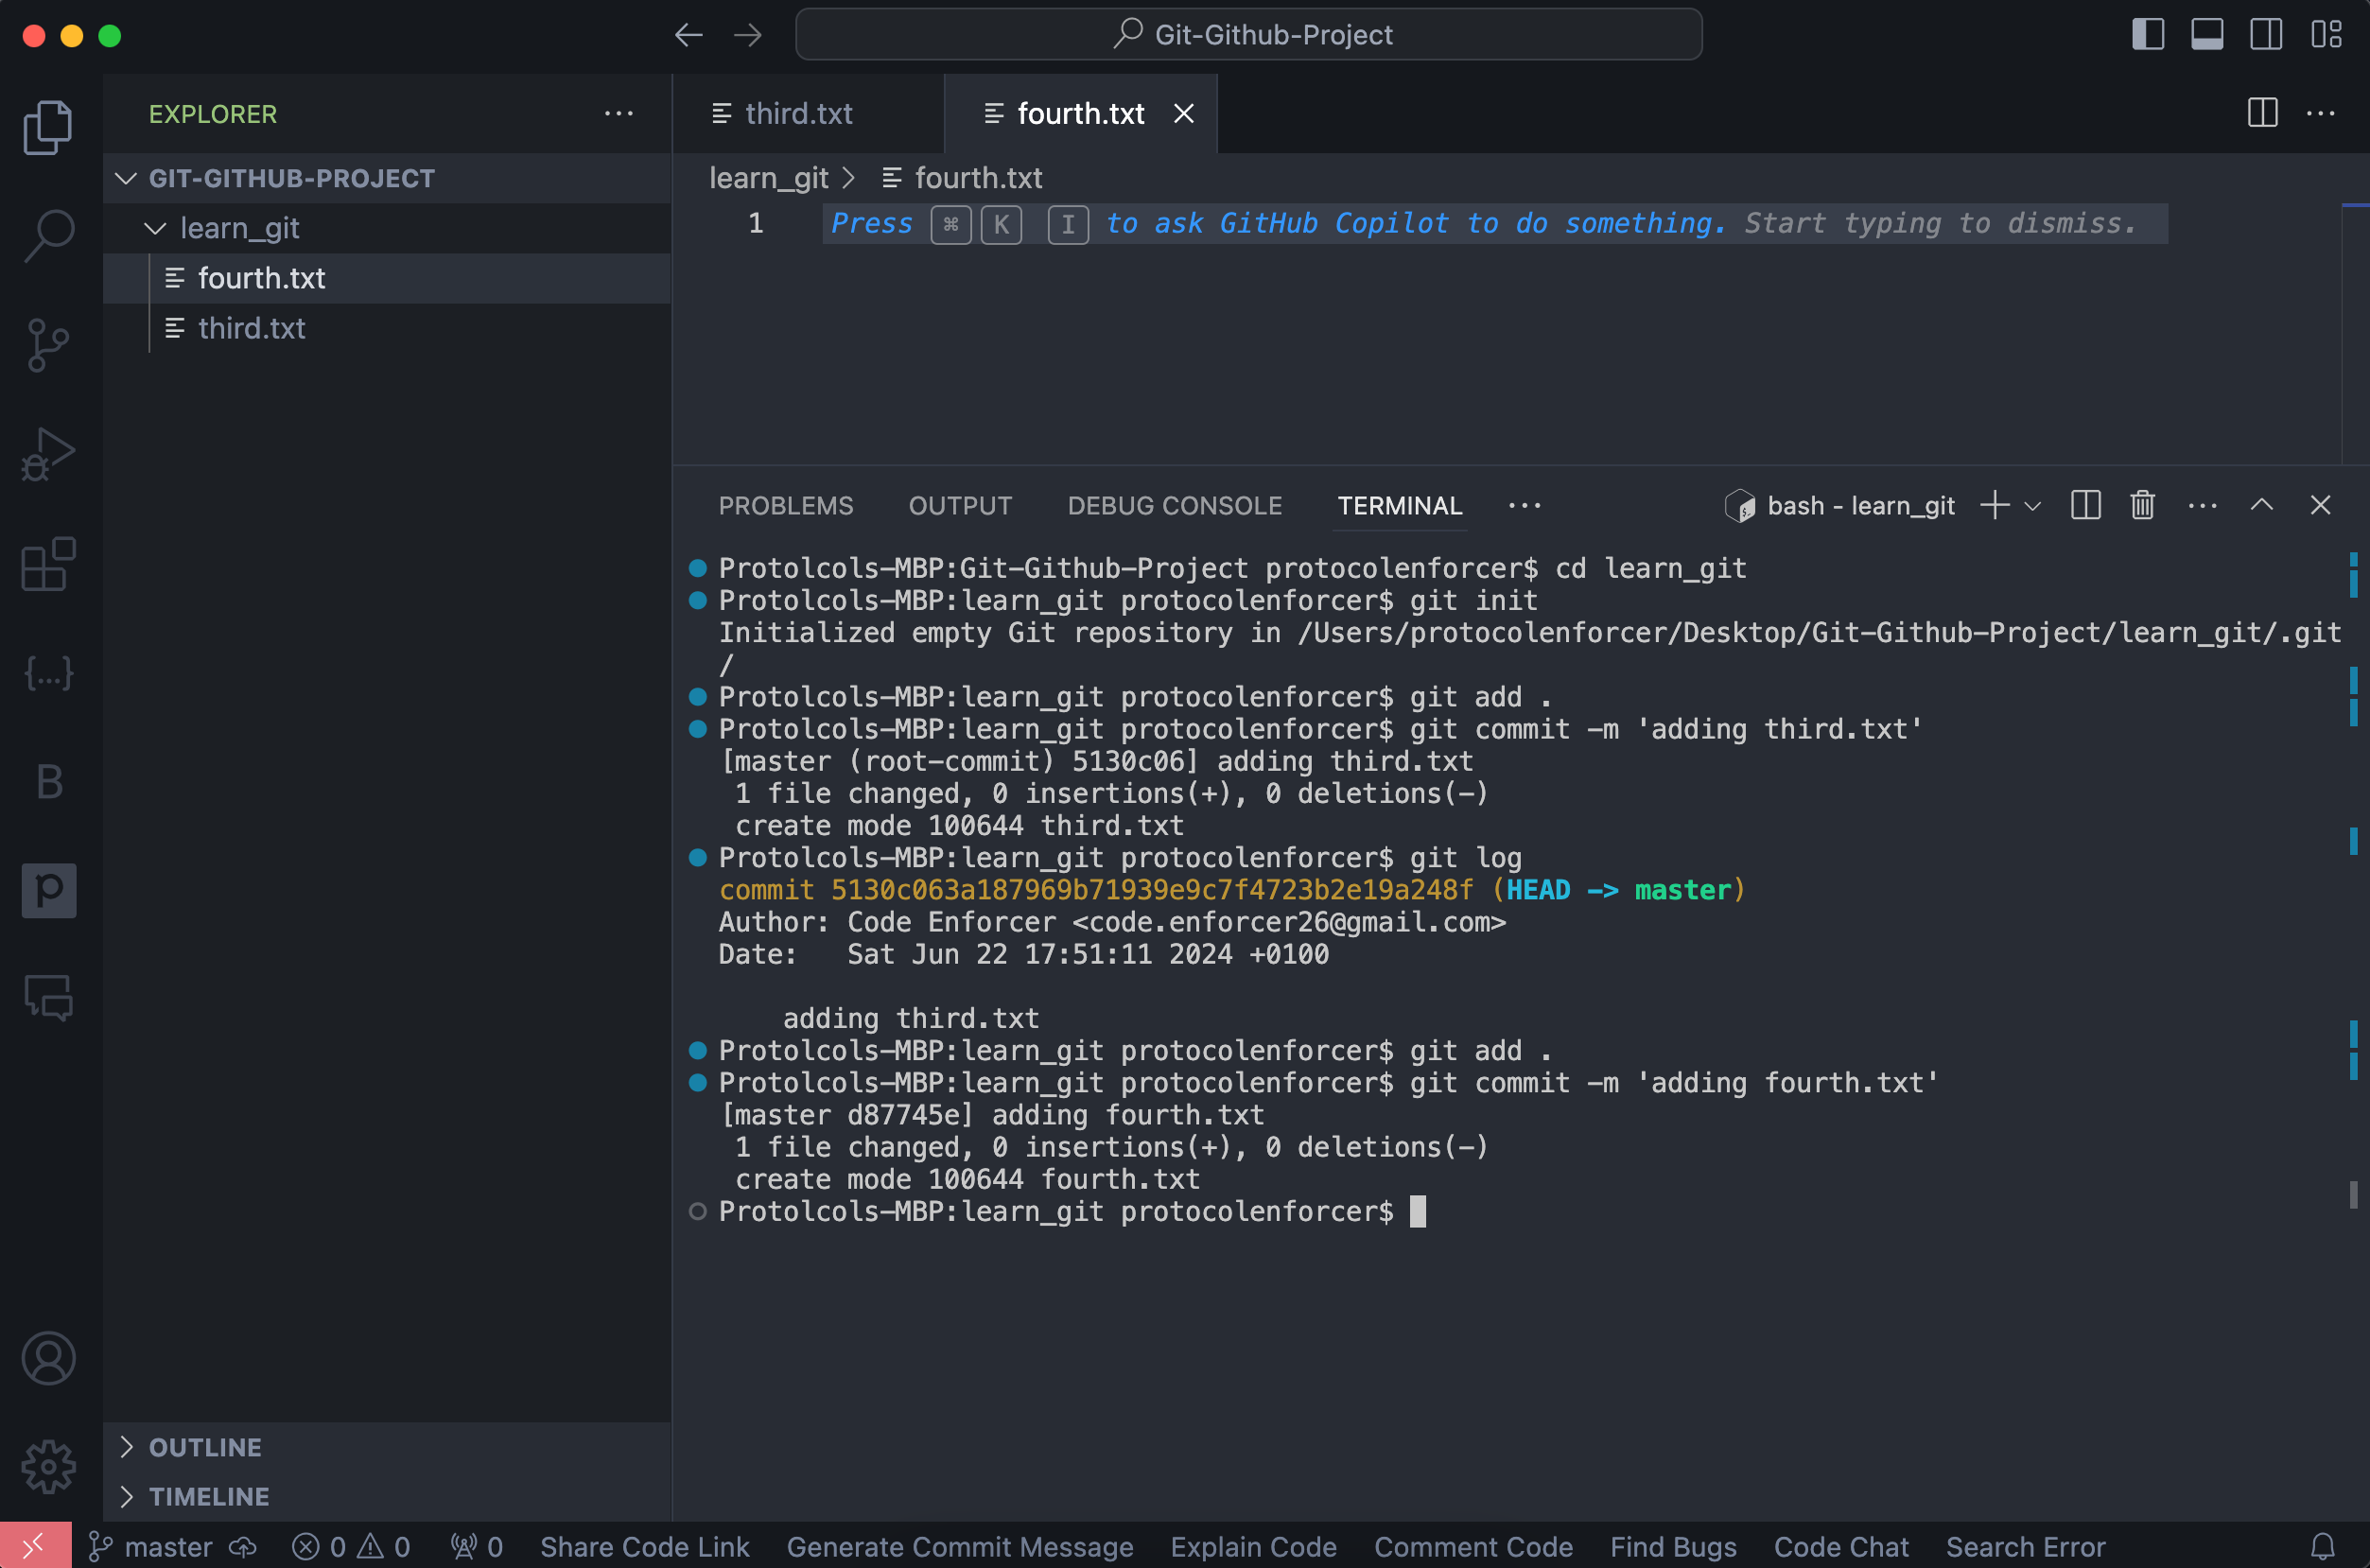 Git-Github-Project
EXPLORER
GIT-GITHUB-PROJECT
learn_git
fourth.txt
third.txt
OUTLINE
TIMELINE
third.txt
fourth.txt
learn_git > fourth.txt
1 Press ⌘ K I to ask GitHub Copilot to do something. Start typing to dismiss.
PROBLEMS OUTPUT DEBUG CONSOLE TERMINAL ... bash - learn_git
Protolcols-MBP:Git-Github-Project protocolenforcer$ cd learn_git
Protolcols-MBP:learn_git protocolenforcer$ git init
Initialized empty Git repository in /Users/protocolenforcer/Desktop/Git-Github-Project/learn_git/.git
/
Protolcols-MBP:learn_git protocolenforcer$ git add .
Protolcols-MBP:learn_git protocolenforcer$ git commit -m 'adding third.txt'
[master (root-commit) 5130c06] adding third.txt
1 file changed, 0 insertions(+), 0 deletions(-)
create mode 100644 third.txt
Protolcols-MBP:learn_git protocolenforcer$ git log
commit 5130c063a187969b71939e9c7f4723b2e19a248f (HEAD -> master)
Author: Code Enforcer <code.enforcer26@gmail.com>
Date:   Sat Jun 22 17:51:11 2024 +0100
adding third.txt
Protolcols-MBP:learn_git protocolenforcer$ git add .
Protolcols-MBP:learn_git protocolenforcer$ git commit -m 'adding fourth.txt'
[master d87745e] adding fourth.txt
1 file changed, 0 insertions(+), 0 deletions(-)
create mode 100644 fourth.txt
Protolcols-MBP:learn_git protocolenforcer$
{...}
B
p
master 0 0 0 Share Code Link Generate Commit Message Explain Code Comment Code Find Bugs Code Chat Search Error